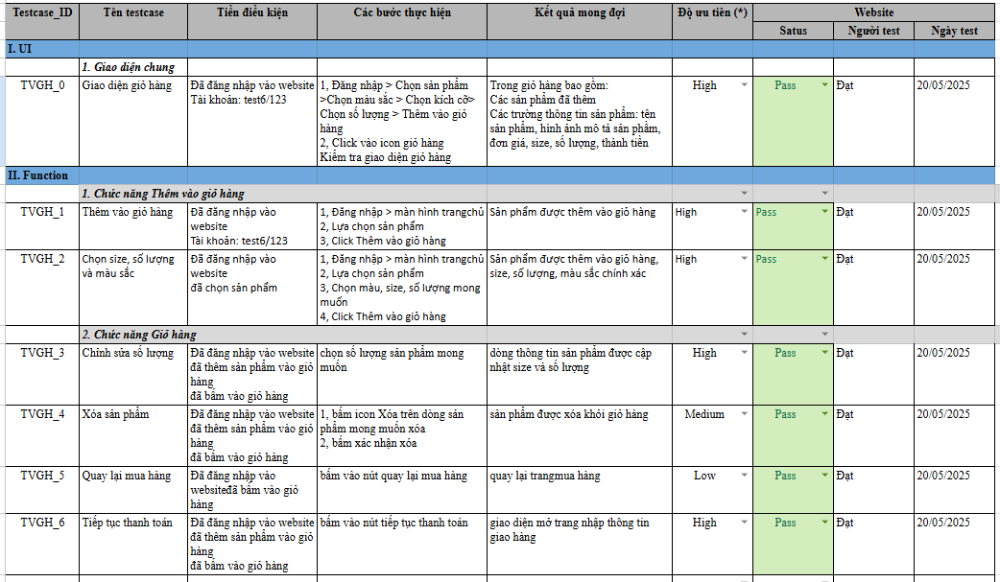 Testcase_ID
Tên testcase
Tiền điều kiện
Các bước thực hiện
Kết quả mong đợi
Độ ưu tiên (*)
Website
Satus
Người test
Ngày test
I. UI
1. Giao diện chung
TVGH_0
Giao diện giỏ hàng
Đã đăng nhập vào website
Tài khoản: test6/123
1, Đăng nhập > Chọn sản phẩm
>Chọn màu sắc > Chọn kích cỡ>
Chọn số lượng > Thêm vào giỏ
hàng
2, Click vào icon giỏ hàng
Kiểm tra giao diện giỏ hàng
Trong giỏ hàng bao gồm:
Các sản phẩm đã thêm
Các trường thông tin sản phẩm: tên
sản phẩm, hình ảnh mô tả sản phẩm,
đơn giá, size, số lượng, thành tiền
High
Pass
Đạt
20/05/2025
II. Function
1. Chức năng Thêm vào giỏ hàng
TVGH_1
Thêm vào giỏ hàng
Đã đăng nhập vào
website
Tài khoản: test6/123
1, Đăng nhập > màn hình trangchủ
2, Lựa chọn sản phẩm
3, Click Thêm vào giỏ hàng
Sản phẩm được thêm vào giỏ hàng
High
Pass
Đạt
20/05/2025
TVGH_2
Chọn size, số lượng
và màu sắc
Đã đăng nhập vào
website
đã chọn sản phẩm
1, Đăng nhập > màn hình trangchủ
2, Lựa chọn sản phẩm
3, Chọn màu, size, số lượng mong
muốn
4, Click Thêm vào giỏ hàng
Sản phẩm được thêm vào giỏ hàng,
size, số lượng, màu sắc chính xác
High
Pass
Đạt
20/05/2025
2. Chức năng Giỏ hàng
TVGH_3
Chỉnh sửa số lượng
Đã đăng nhập vào website
đã thêm sản phẩm vào giỏ
hàng
đã bấm vào giỏ hàng
chọn số lượng sản phẩm mong
muốn
dòng thông tin sản phẩm được cập
nhật size và số lượng
High
Pass
Đạt
20/05/2025
TVGH_4
Xóa sản phẩm
Đã đăng nhập vào website
đã thêm sản phẩm vào giỏ
hàng
đã bấm vào giỏ hàng
1, bấm icon Xóa trên dòng sản
phẩm mong muốn xóa
2, bấm xác nhận xóa
sản phẩm được xóa khỏi giỏ hàng
Medium
Pass
Đạt
20/05/2025
TVGH_5
Quay lại mua hàng
Đã đăng nhập vào
websiteđã bấm vào giỏ
hàng
bấm vào nút quay lại mua hàng
quay lại trangmua hàng
Low
Pass
Đạt
20/05/2025
TVGH_6
Tiếp tục thanh toán
Đã đăng nhập vào website
đã thêm sản phẩm vào giỏ
hàng
đã bấm vào giỏ hàng
bấm vào nút tiếp tục thanh toán
giao diện mở trang nhập thông tin
giao hàng
High
Pass
Đạt
20/05/2025